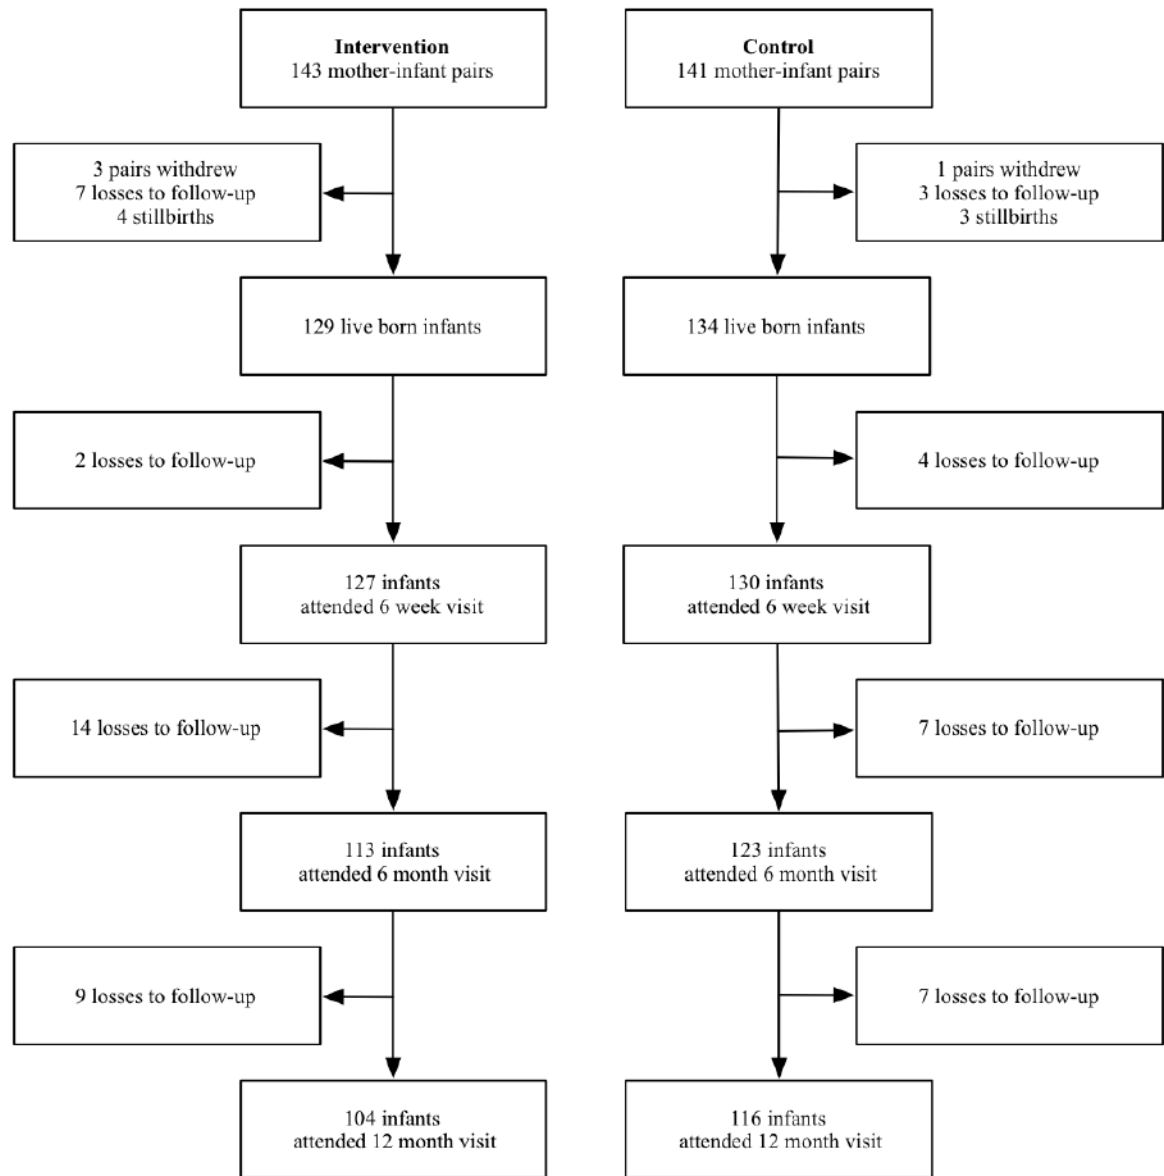 Intervention
143 mother-infant pairs
Control
141 mother-infant pairs
3 pairs withdrew
7 losses to follow-up
4 stillbirths
1 pairs withdrew
3 losses to follow-up
3 stillbirths
129 live born infants
134 live born infants
2 losses to follow-up
4 losses to follow-up
127 infants
attended 6 week visit
130 infants
attended 6 week visit
14 losses to follow-up
7 losses to follow-up
113 infants
attended 6 month visit
123 infants
attended 6 month visit
9 losses to follow-up
7 losses to follow-up
104 infants
attended 12 month visit
116 infants
attended 12 month visit